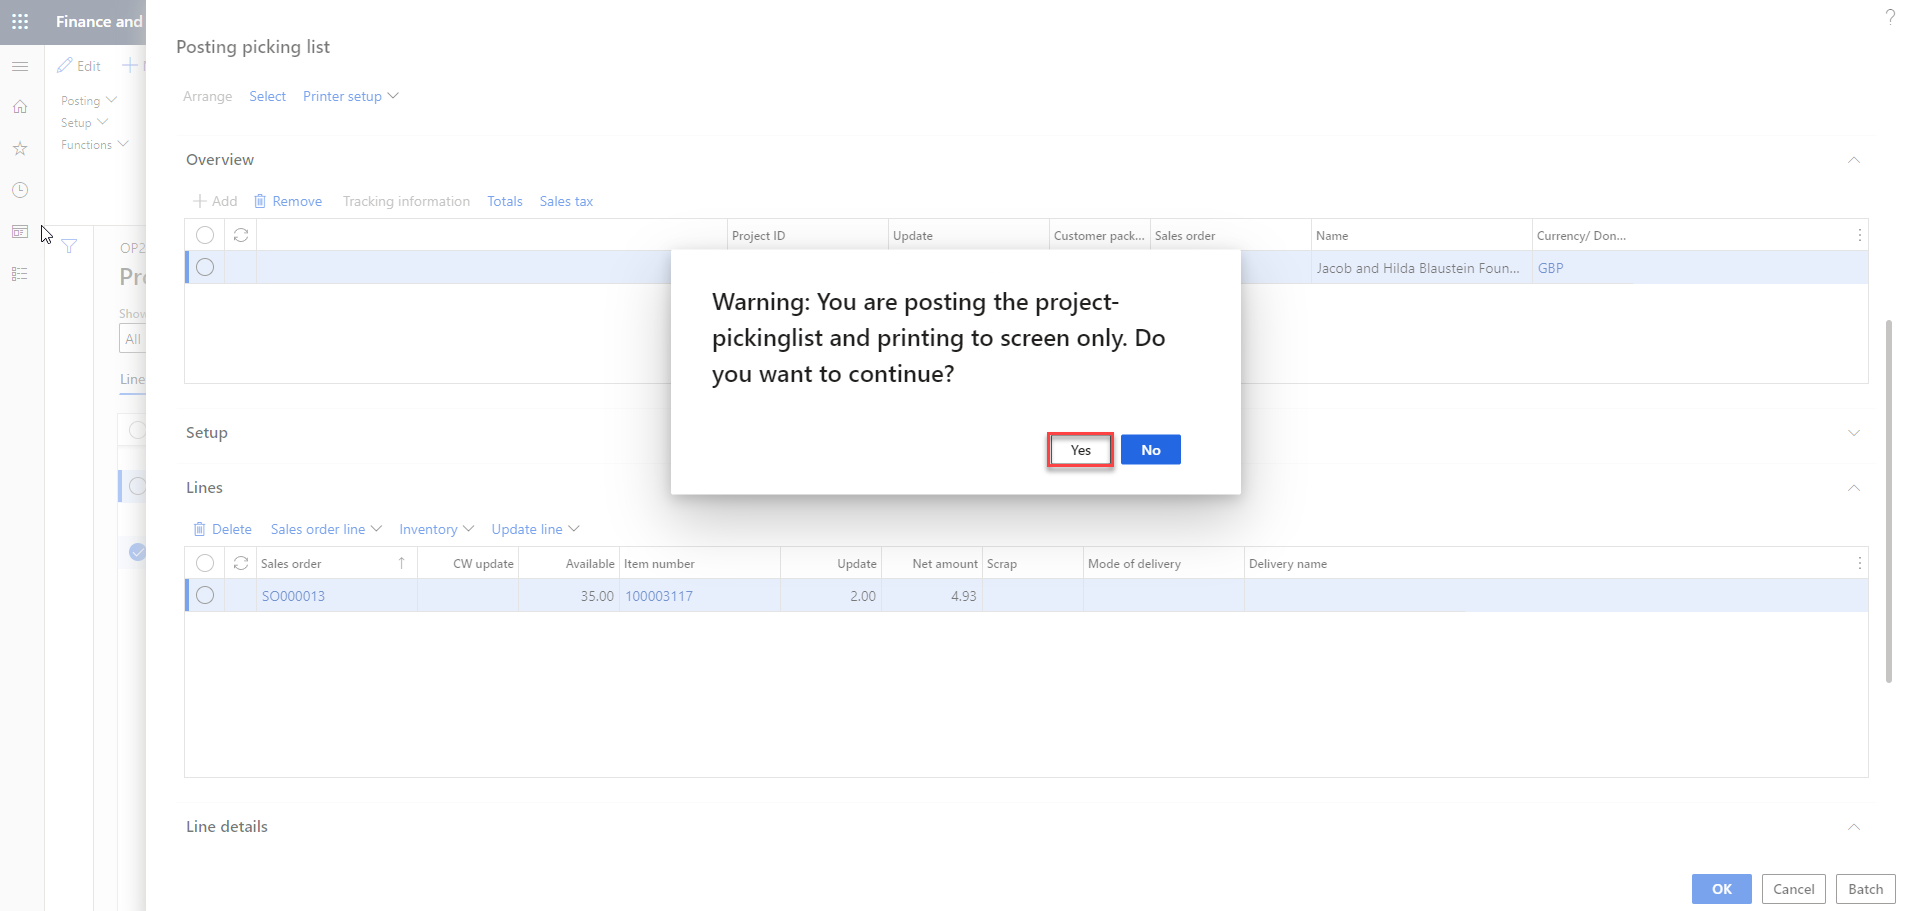 Finance and
?
Posting picking list
Edit
Arrange Select Printer setup
Posting
Setup
Functions
Overview
Add Remove Tracking information Totals Sales tax
Project ID Update Customer pack... Sales order Name Currency/ Don...
OP2
Jacob and Hilda Blaustein Foun... GBP
Pr
Show
All
Line
Warning: You are posting the project-
pickinglist and printing to screen only. Do
you want to continue?
Yes No
Setup
Lines
Delete Sales order line Inventory Update line
Sales order CW update Available Item number Update Net amount Scrap Mode of delivery Delivery name
SO000013 35.00 100003117 2.00 4.93
Line details
OK Cancel Batch